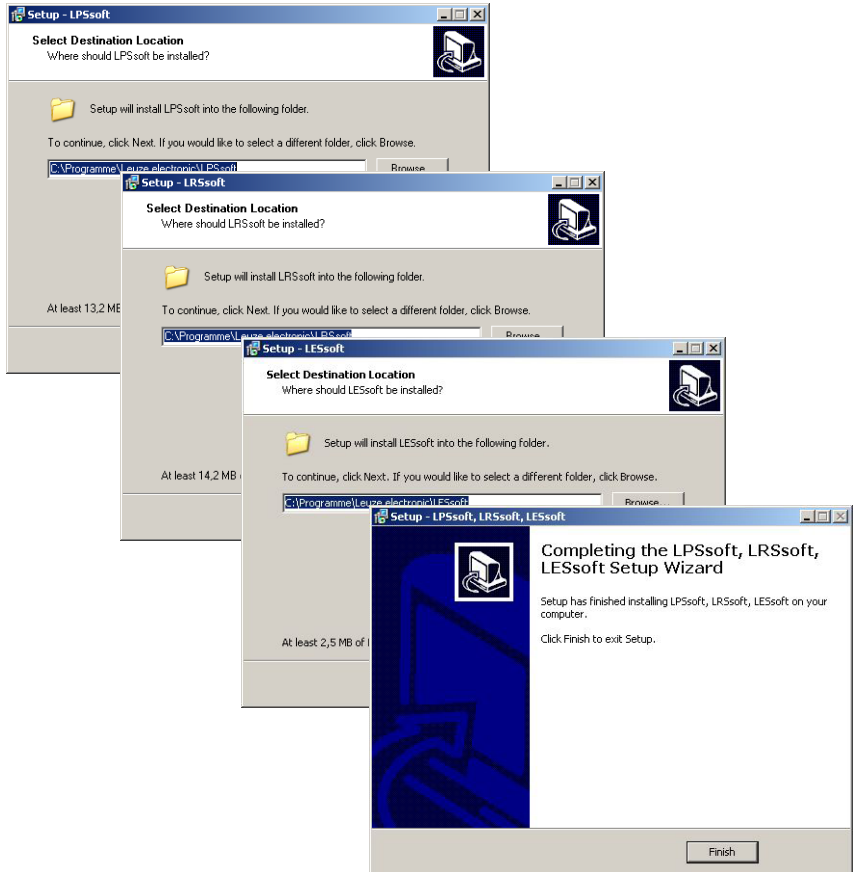 Setup - LPSsoft
Select Destination Location
Where should LPSsoft be installed?
Setup will install LPSsoft into the following folder.
To continue, click Next. If you would like to select a different folder, click Browse.
C:\Programme\Leuze electronic\LPSsoft
Browse...
At least 13,2 MB
Setup - LRSsoft
Select Destination Location
Where should LRSsoft be installed?
Setup will install LRSsoft into the following folder.
To continue, click Next. If you would like to select a different folder, click Browse.
C:\Programme\Leuze electronic\LRSsoft
Browse...
At least 14,2 MB
Setup - LESsoft
Select Destination Location
Where should LESsoft be installed?
Setup will install LESsoft into the following folder.
To continue, click Next. If you would like to select a different folder, click Browse.
C:\Programme\Leuze electronic\LESsoft
Browse...
At least 2,5 MB of
Setup - LPSsoft, LRSsoft, LESsoft
Completing the LPSsoft, LRSsoft,
LESsoft Setup Wizard
Setup has finished installing LPSsoft, LRSsoft, LESsoft on your
computer.
Click Finish to exit Setup.
Finish